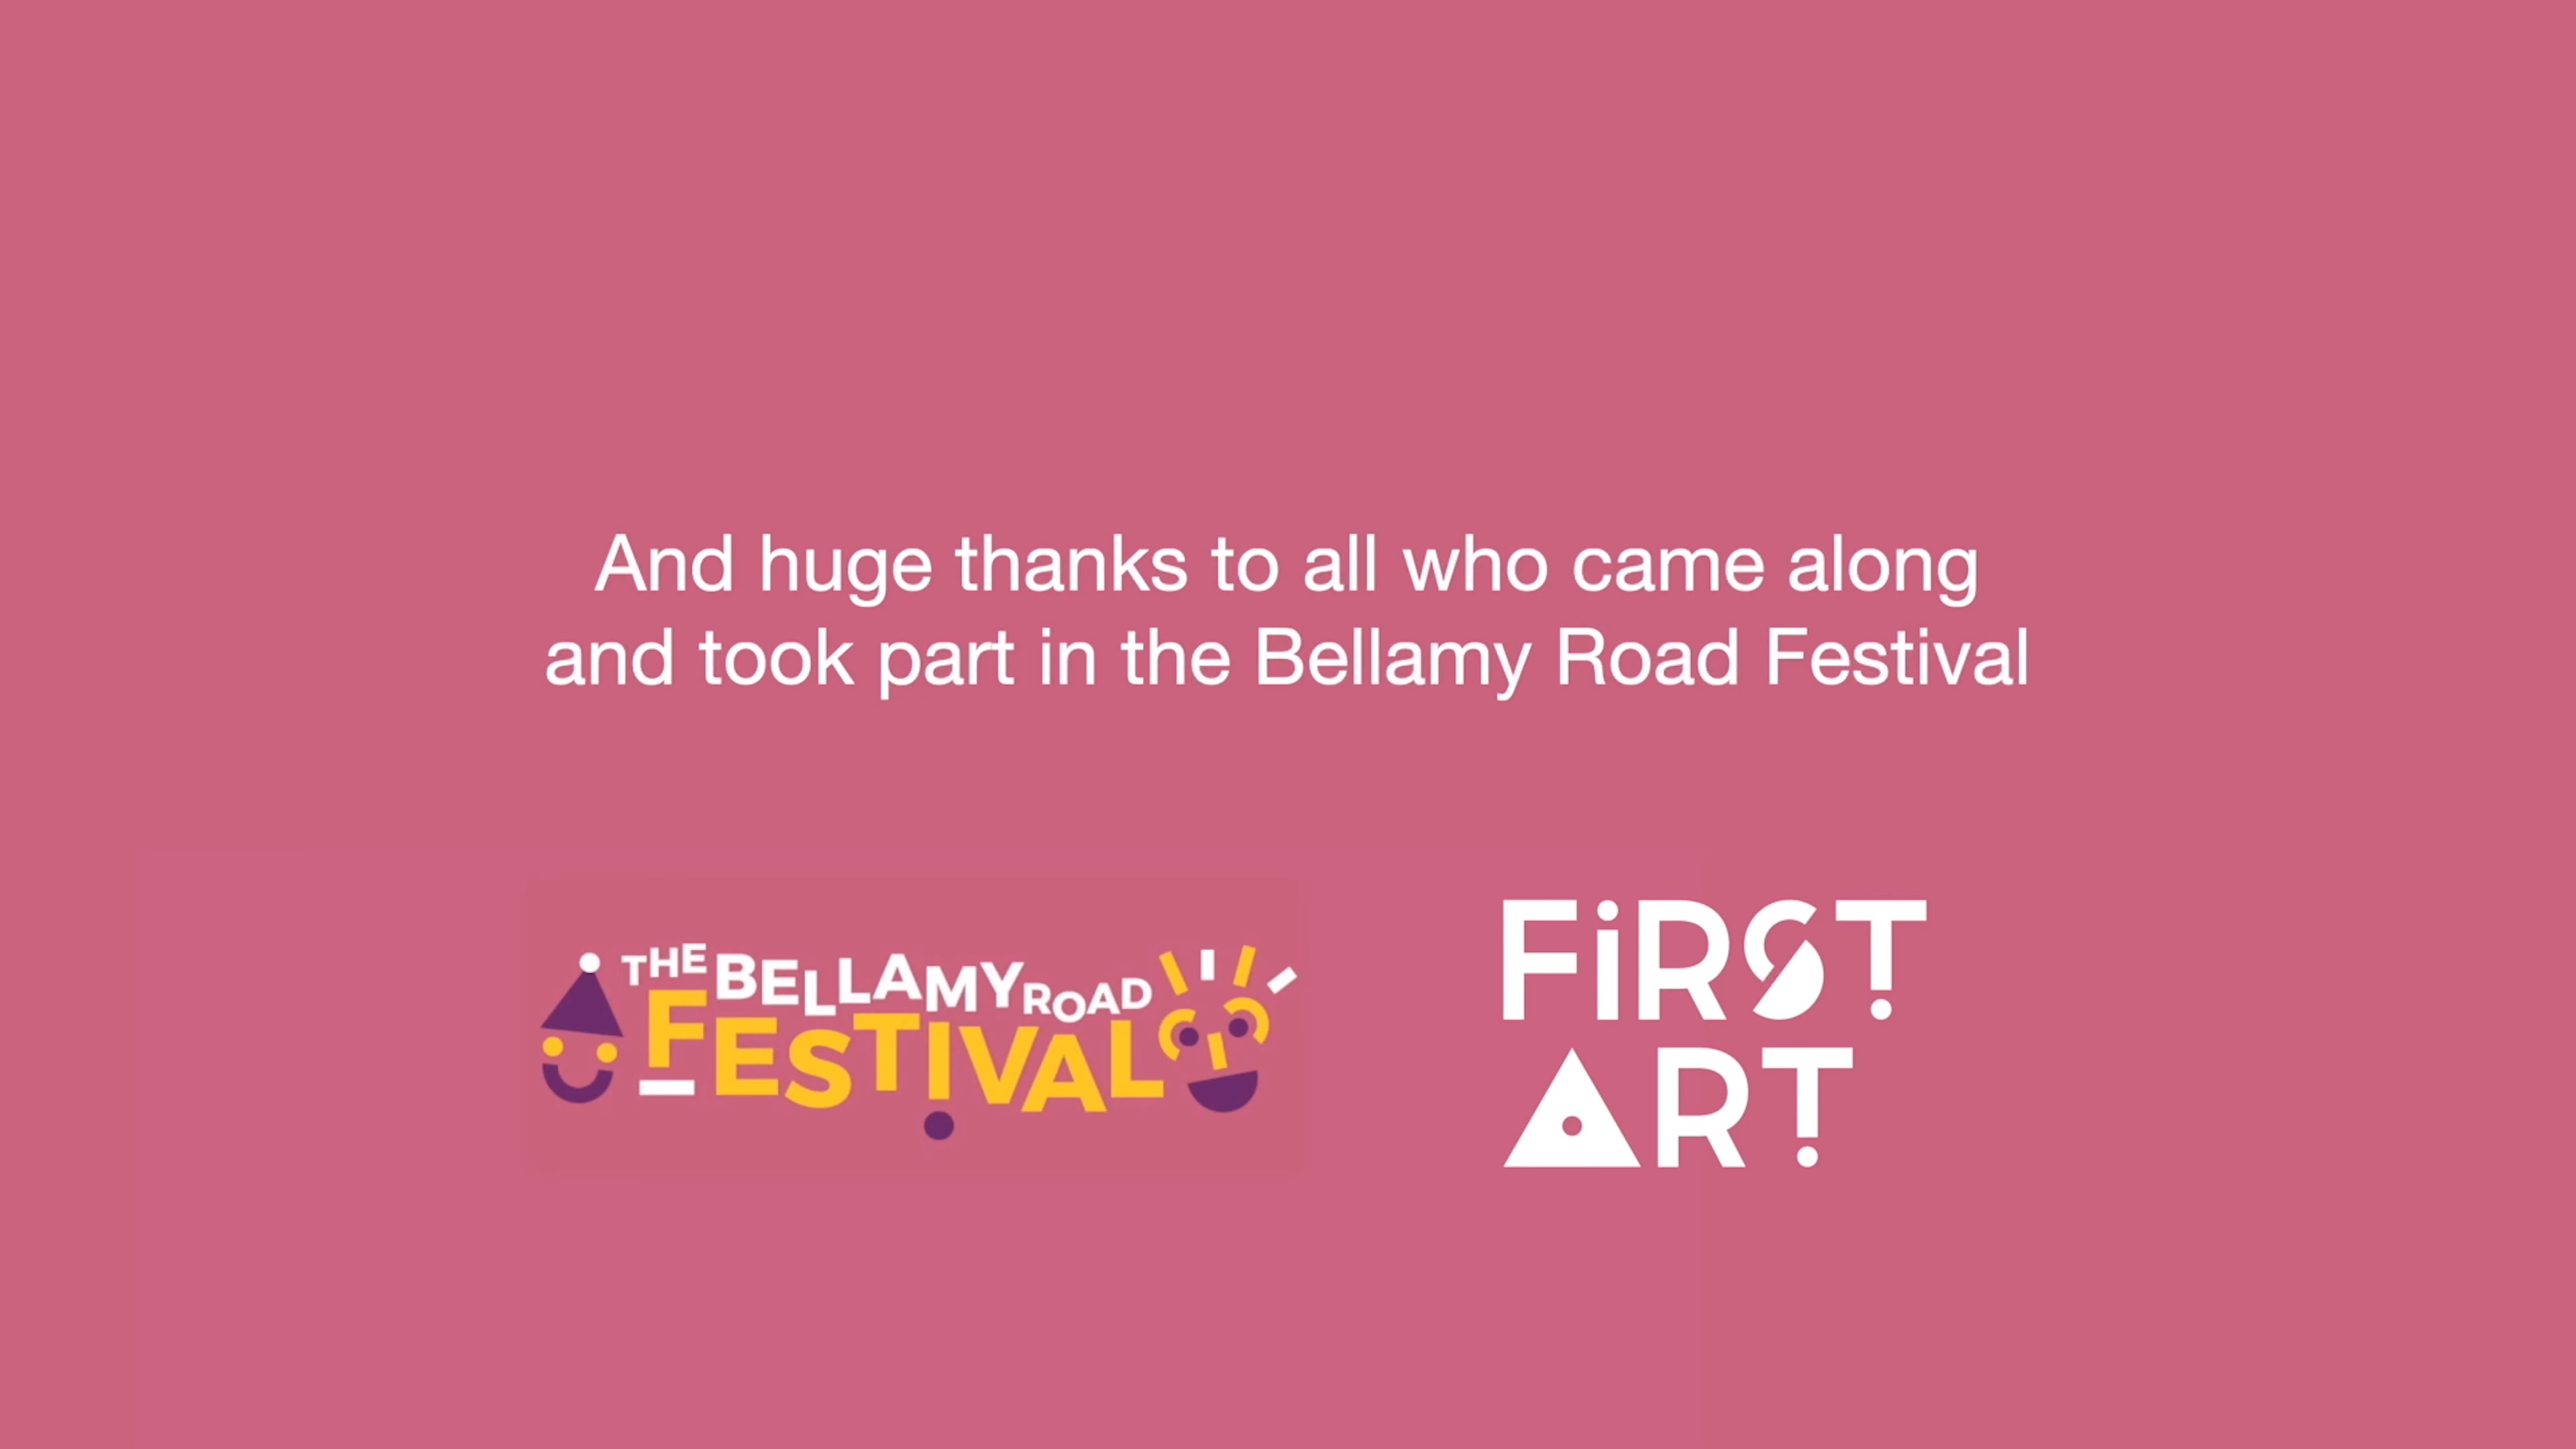 And huge thanks to all who came along
and took part in the Bellamy Road Festival
THE BELLAMY ROAD
FESTIVAL
FiRST
ART